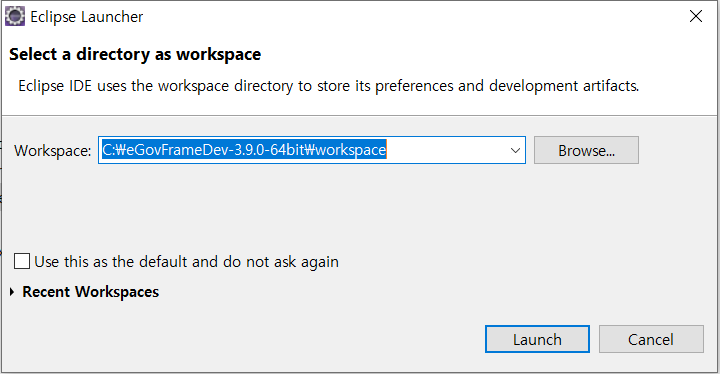 Eclipse Launcher
Select a directory as workspace
Eclipse IDE uses the workspace directory to store its preferences and development artifacts.
Workspace: C:₩eGovFrameDev-3.9.0-64bit₩workspace Browse...
Use this as the default and do not ask again
Recent Workspaces
Launch Cancel